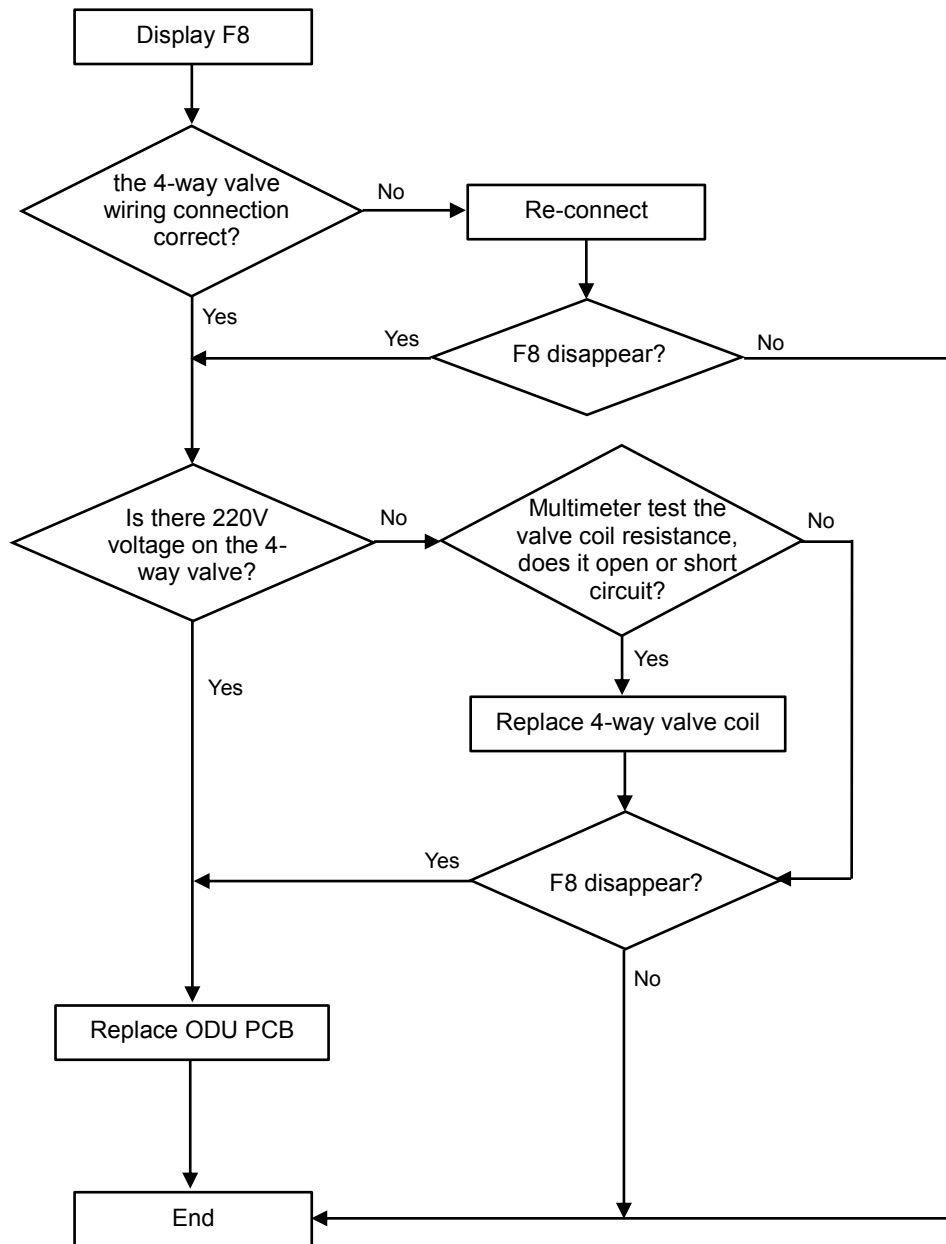 Display F8
the 4-way valve
wiring connection
correct?
No
Re-connect
Yes
Yes
F8 disappear?
No
Is there 220V
voltage on the 4-
way valve?
No
Multimeter test the
valve coil resistance,
does it open or short
circuit?
No
Yes
Yes
Replace 4-way valve coil
Yes
F8 disappear?
No
Replace ODU PCB
End